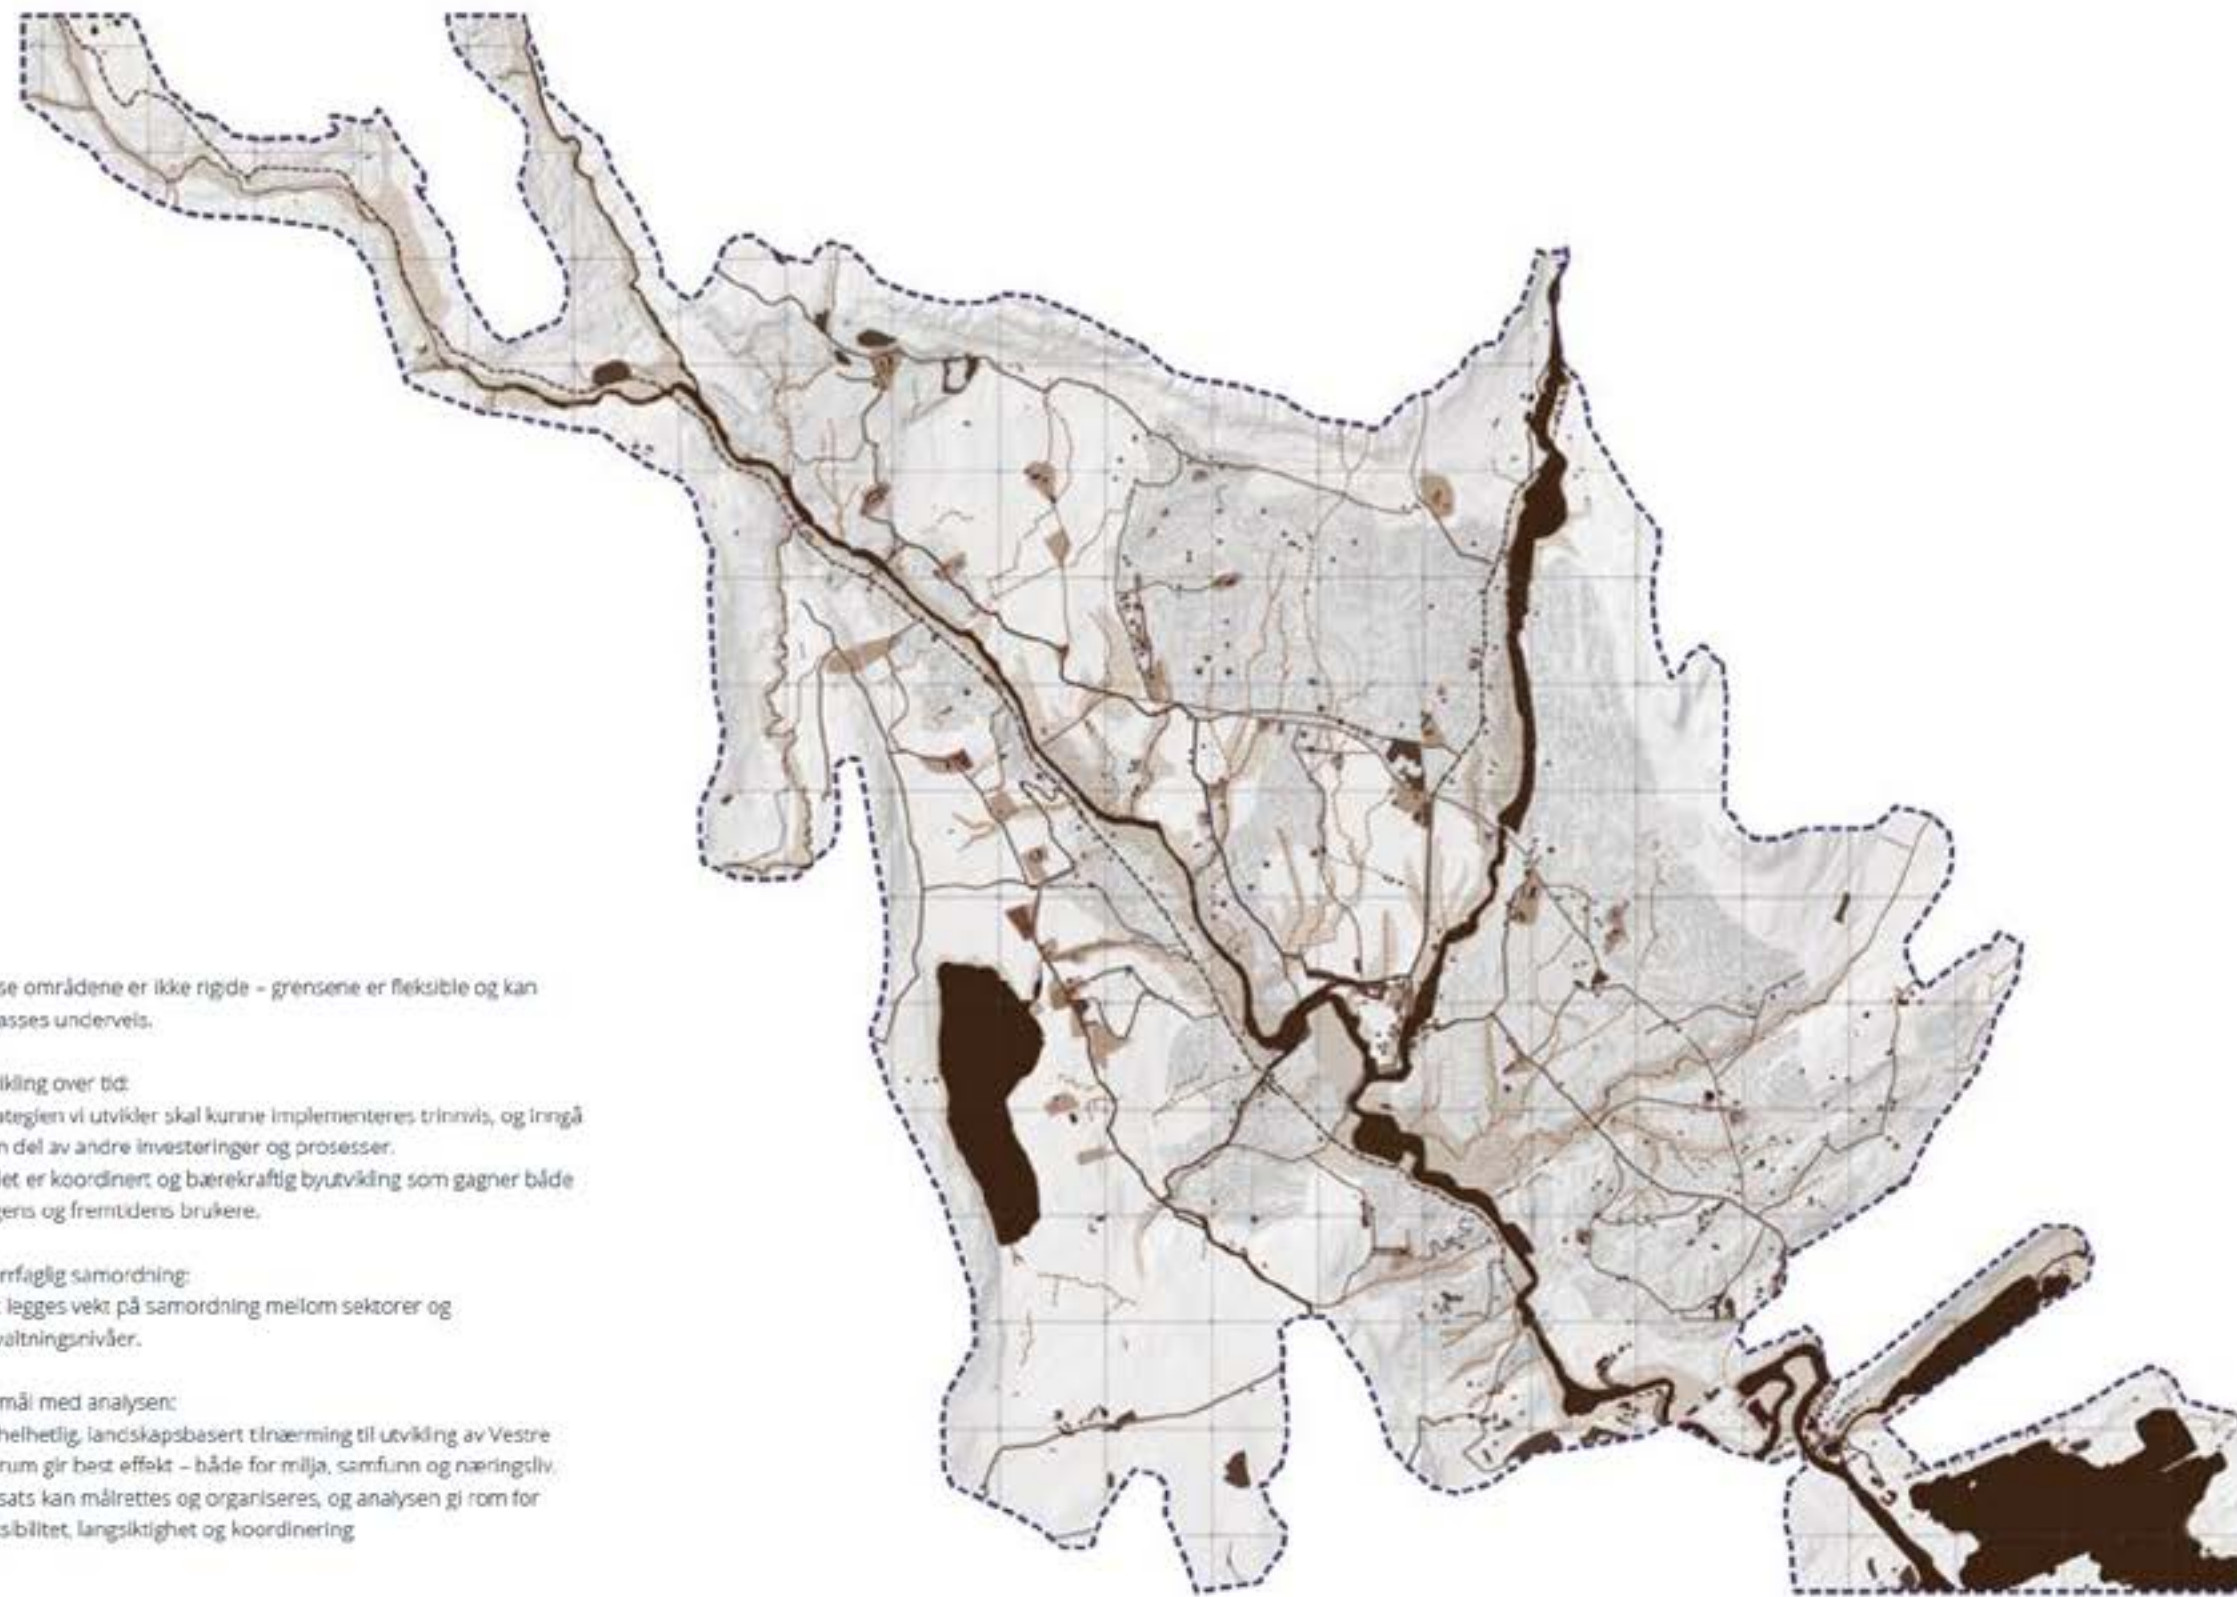 se områdene er ikke rigide – grensene er fleksible og kan
asses underveis.
ikling over tid:
ategien vi utvikler skal kunne implementeres trinnvis, og inngå
n del av andre investeringer og prosesser.
let er koordinert og bærekraftig byutvikling som gagner både
gens og fremtidens brukere.
rrfaglig samordning:
t legges vekt på samordning mellom sektorer og
valtningsnivåer.
mål med analysen:
helhetlig, landskapsbasert tilnærming til utvikling av Vestre
rum gir best effekt – både for miljø, samfunn og næringsliv.
sats kan målrettes og organiseres, og analysen gi rom for
sibilitet, langsiktighet og koordinering